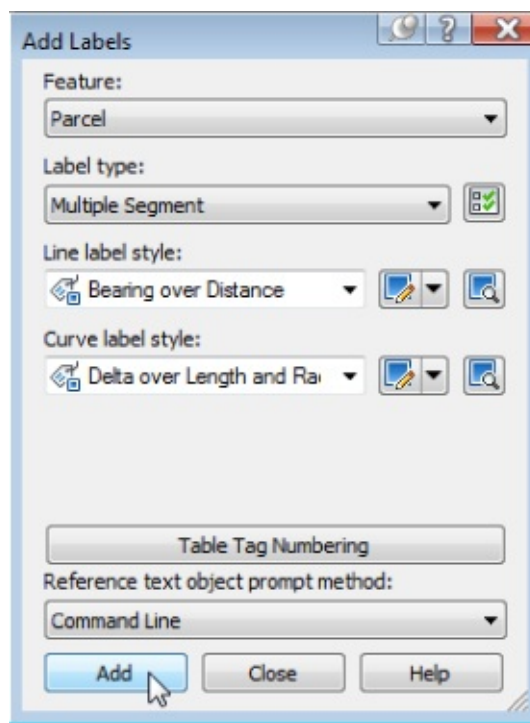 Add Labels
Feature:
Parcel
Label type:
Multiple Segment
Line label style:
Bearing over Distance
Curve label style:
Delta over Length and Ra
Table Tag Numbering
Reference text object prompt method:
Command Line
Add Close Help